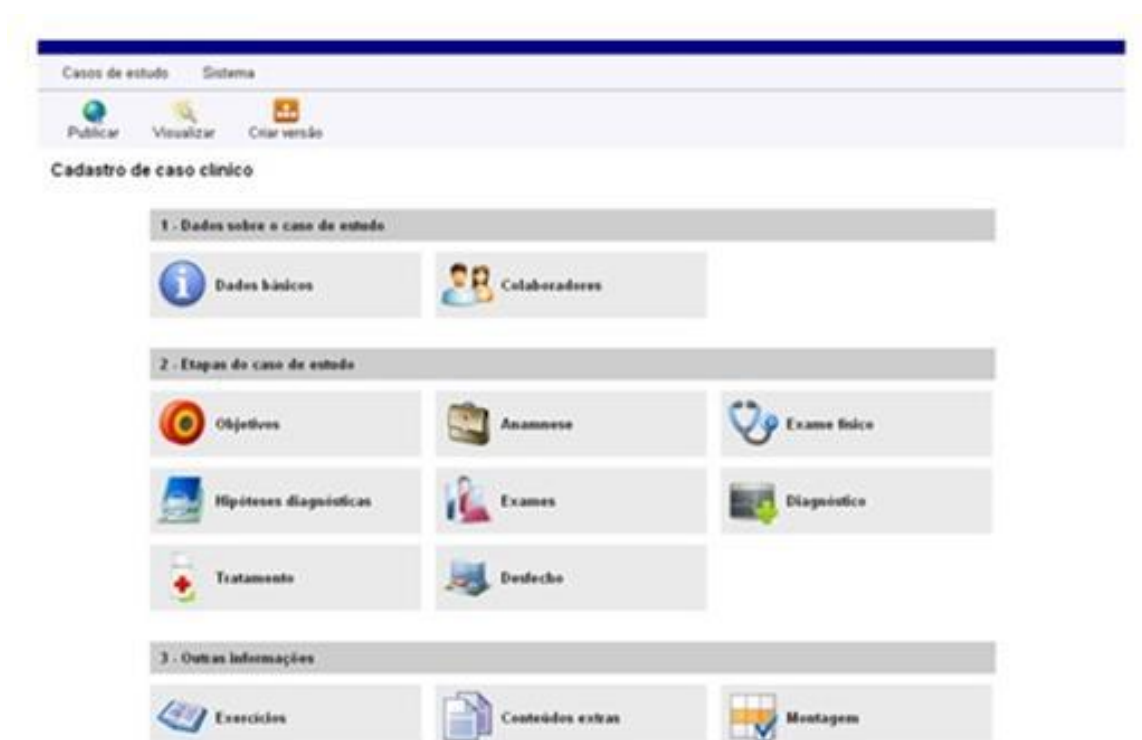 Casos de estudo Sistema
Publicar Visualizar Criar versão
Cadastro de caso clínico
1 - Dados sobre o caso de estudo
Dados básicos Colaboradores
2 - Etapas do caso de estudo
Objetivos Anamnese Exame físico
Hipóteses diagnósticas Exames Diagnóstico
Tratamento Desfecho
3 - Outras Informações
Exercícios Conteúdos extras Montagem